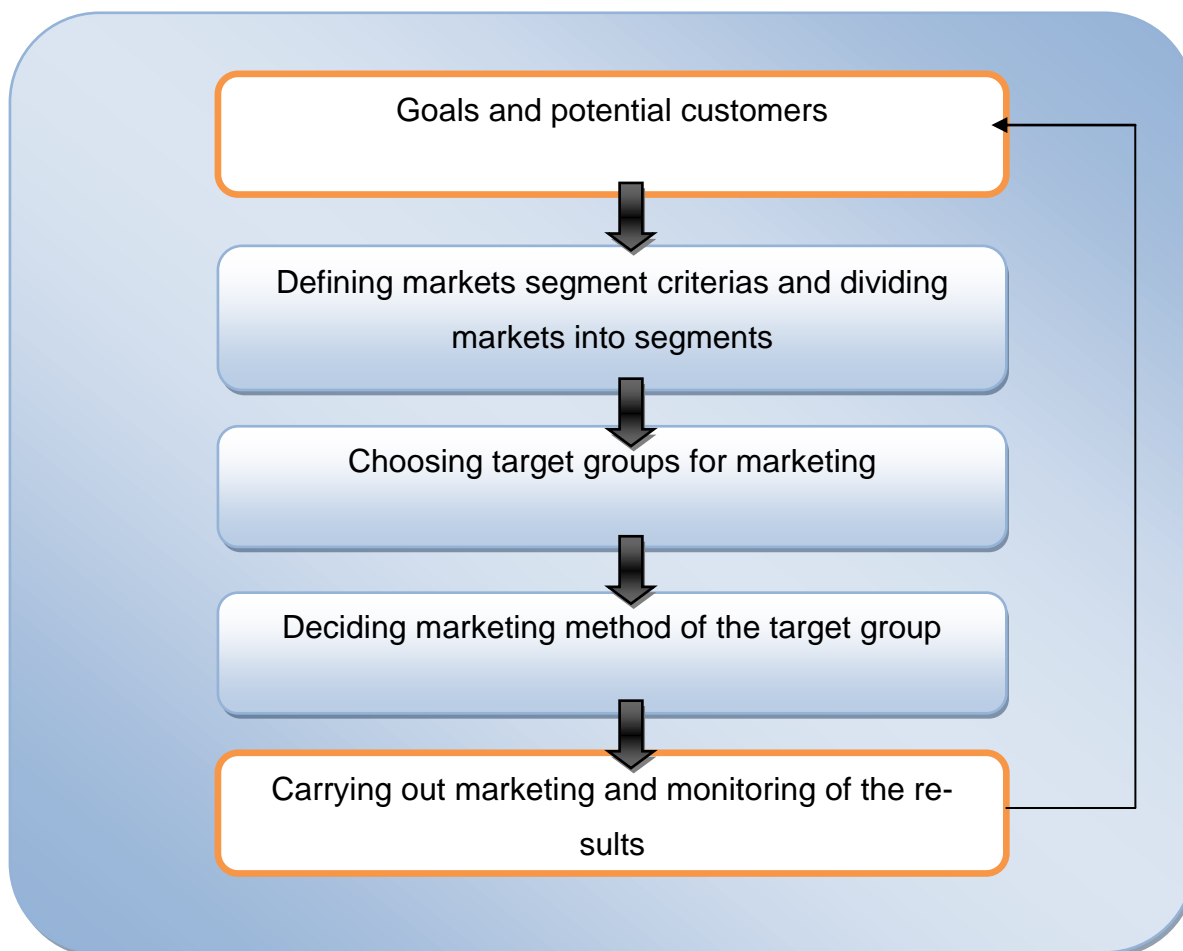 Goals and potential customers
Defining markets segment criterias and dividing
markets into segments
Choosing target groups for marketing
Deciding marketing method of the target group
Carrying out marketing and monitoring of the re-
sults